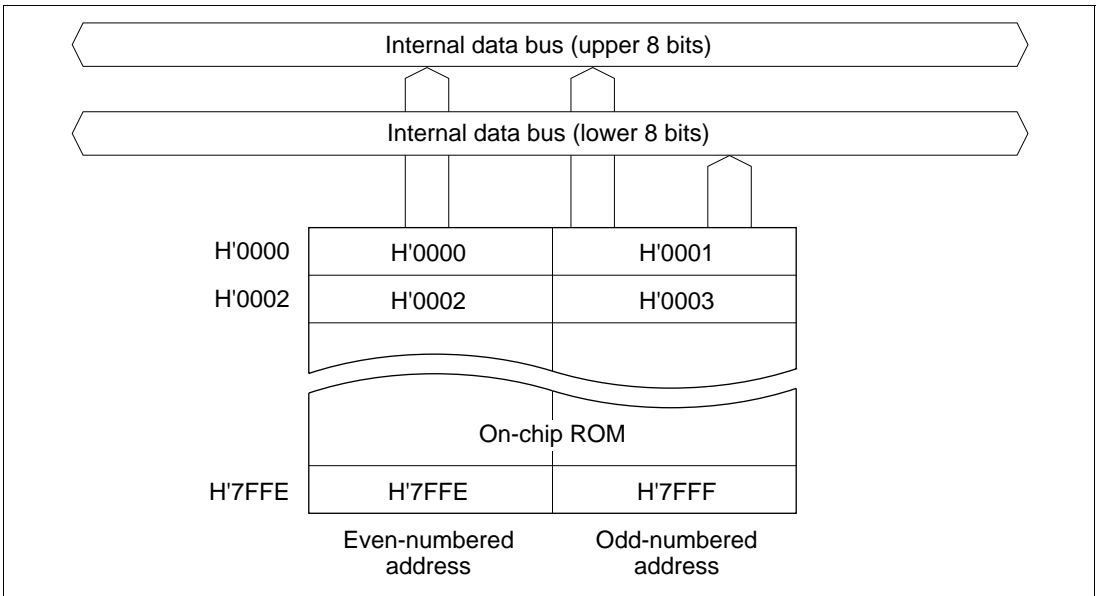 Internal data bus (upper 8 bits)
Internal data bus (lower 8 bits)
H'0000 H'0000 H'0001
H'0002 H'0002 H'0003
On-chip ROM
H'7FFE H'7FFE H'7FFF
Even-numbered Odd-numbered
address address